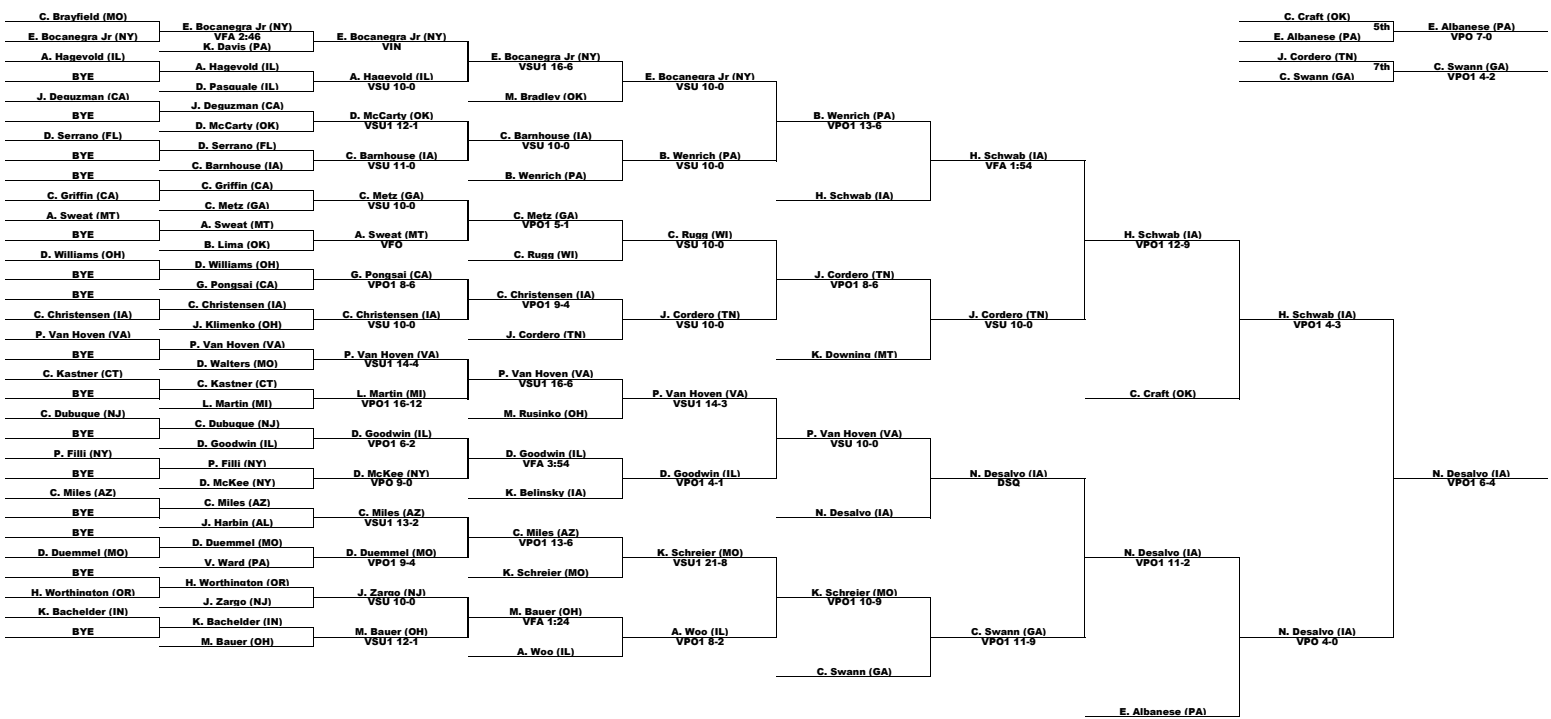 C. Brayfield (MO)
E. Bocanegra Jr (NY)
A. Hagevold (IL)
BYE
J. Deguzman (CA)
BYE
D. Serrano (FL)
BYE
BYE
C. Griffin (CA)
A. Sweat (MT)
BYE
D. Williams (OH)
BYE
BYE
C. Christensen (IA)
P. Van Hoven (VA)
BYE
C. Kastner (CT)
BYE
C. Dubuque (NJ)
BYE
P. Filli (NY)
BYE
C. Miles (AZ)
BYE
BYE
D. Duemmel (MO)
BYE
H. Worthington (OR)
K. Bachelder (IN)
BYE
E. Bocanegra Jr (NY)
VFA 2:46
K. Davis (PA)
A. Hagevold (IL)
D. Pasquale (IL)
J. Deguzman (CA)
D. McCarty (OK)
D. Serrano (FL)
C. Barnhouse (IA)
C. Griffin (CA)
C. Metz (GA)
A. Sweat (MT)
B. Lima (OK)
D. Williams (OH)
G. Pongsai (CA)
C. Christensen (IA)
J. Klimenko (OH)
P. Van Hoven (VA)
D. Walters (MO)
C. Kastner (CT)
L. Martin (MI)
C. Dubuque (NJ)
D. Goodwin (IL)
P. Filli (NY)
D. McKee (NY)
C. Miles (AZ)
J. Harbin (AL)
D. Duemmel (MO)
V. Ward (PA)
H. Worthington (OR)
J. Zargo (NJ)
K. Bachelder (IN)
M. Bauer (OH)
E. Bocanegra Jr (NY)
VIN
A. Hagevold (IL)
VSU 10-0
D. McCarty (OK)
VSU1 12-1
C. Barnhouse (IA)
VSU 11-0
C. Metz (GA)
VSU 10-0
A. Sweat (MT)
VFO
G. Pongsai (CA)
VPO1 8-6
C. Christensen (IA)
VSU 10-0
P. Van Hoven (VA)
VSU1 14-4
L. Martin (MI)
VPO1 16-12
D. Goodwin (IL)
VPO1 6-2
D. McKee (NY)
VPO 9-0
C. Miles (AZ)
VSU1 13-2
D. Duemmel (MO)
VPO1 9-4
J. Zargo (NJ)
VSU 10-0
M. Bauer (OH)
VSU1 12-1
E. Bocanegra Jr (NY)
VSU1 16-6
M. Bradley (OK)
C. Barnhouse (IA)
VSU 10-0
B. Wenrich (PA)
C. Metz (GA)
VPO1 5-1
C. Rugg (WI)
C. Christensen (IA)
VPO1 9-4
J. Cordero (TN)
P. Van Hoven (VA)
VSU1 16-6
M. Rusinko (OH)
D. Goodwin (IL)
VFA 3:54
K. Belinsky (IA)
C. Miles (AZ)
VPO1 13-6
K. Schreier (MO)
M. Bauer (OH)
VFA 1:24
A. Woo (IL)
E. Bocanegra Jr (NY)
VSU 10-0
B. Wenrich (PA)
VSU 10-0
C. Rugg (WI)
VSU 10-0
J. Cordero (TN)
VSU 10-0
P. Van Hoven (VA)
VSU1 14-3
D. Goodwin (IL)
VPO1 4-1
K. Schreier (MO)
VSU1 21-8
A. Woo (IL)
VPO1 8-2
B. Wenrich (PA)
VPO1 13-6
H. Schwab (IA)
J. Cordero (TN)
VPO1 8-6
K. Downing (MT)
P. Van Hoven (VA)
VSU 10-0
N. Desalvo (IA)
K. Schreier (MO)
VPO1 10-9
C. Swann (GA)
H. Schwab (IA)
VFA 1:54
J. Cordero (TN)
VSU 10-0
N. Desalvo (IA)
DSQ
C. Swann (GA)
VPO1 11-9
H. Schwab (IA)
VPO1 12-9
C. Craft (OK)
N. Desalvo (IA)
VPO1 11-2
E. Albanese (PA)
H. Schwab (IA)
VPO1 4-3
N. Desalvo (IA)
VPO 4-0
N. Desalvo (IA)
VPO1 6-4
C. Craft (OK)
5th
E. Albanese (PA)
E. Albanese (PA)
VPO 7-0
J. Cordero (TN)
7th
C. Swann (GA)
C. Swann (GA)
VPO1 4-2